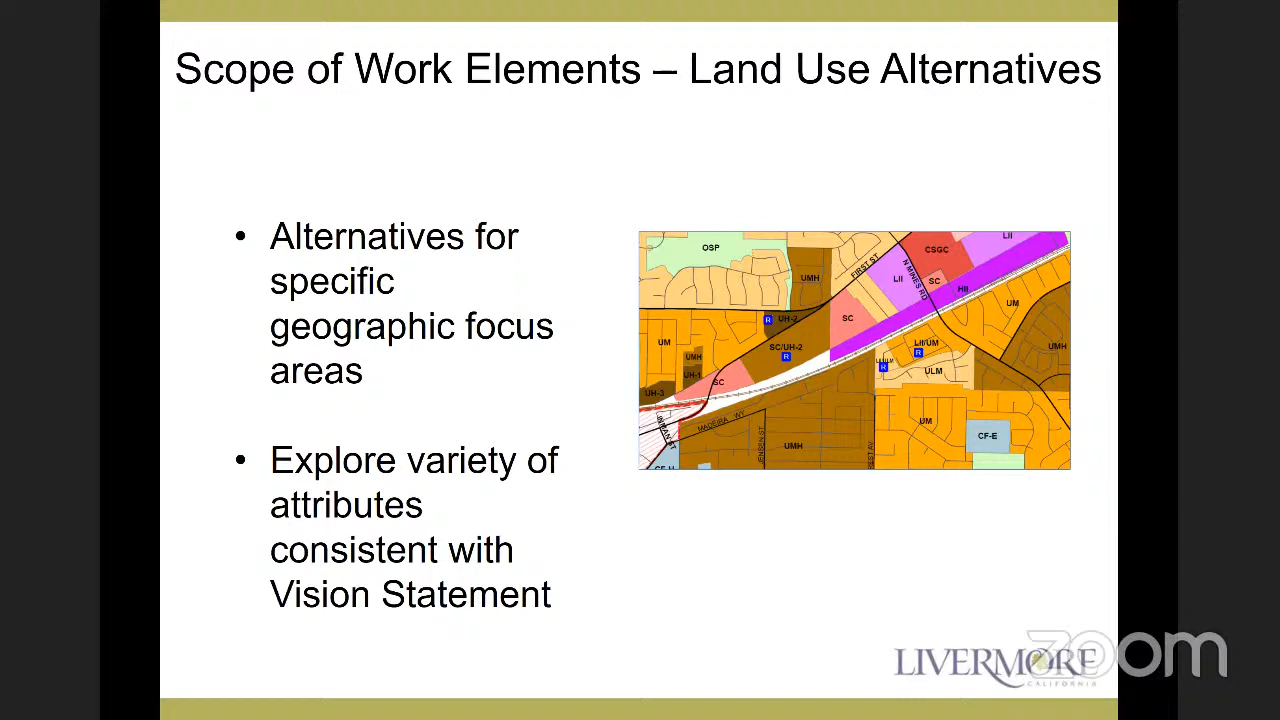 Scope of Work Elements – Land Use Alternatives
• Alternatives for
specific
geographic focus
areas
• Explore variety of
attributes
consistent with
Vision Statement
OSP
UMH
FIRST ST
LII
CSGC
LII
N MINES RD
SC
HII
UM
SC
UH-2
R
SC/UH-2
R
UM
UMH
UH-1
UH-3
SC
LII/UM
R
R
ULM
UMH
MADEIRA WY
JENSEN ST
UMH
UM
CF-E
LIVERMORE
CALIFORNIA
zoom